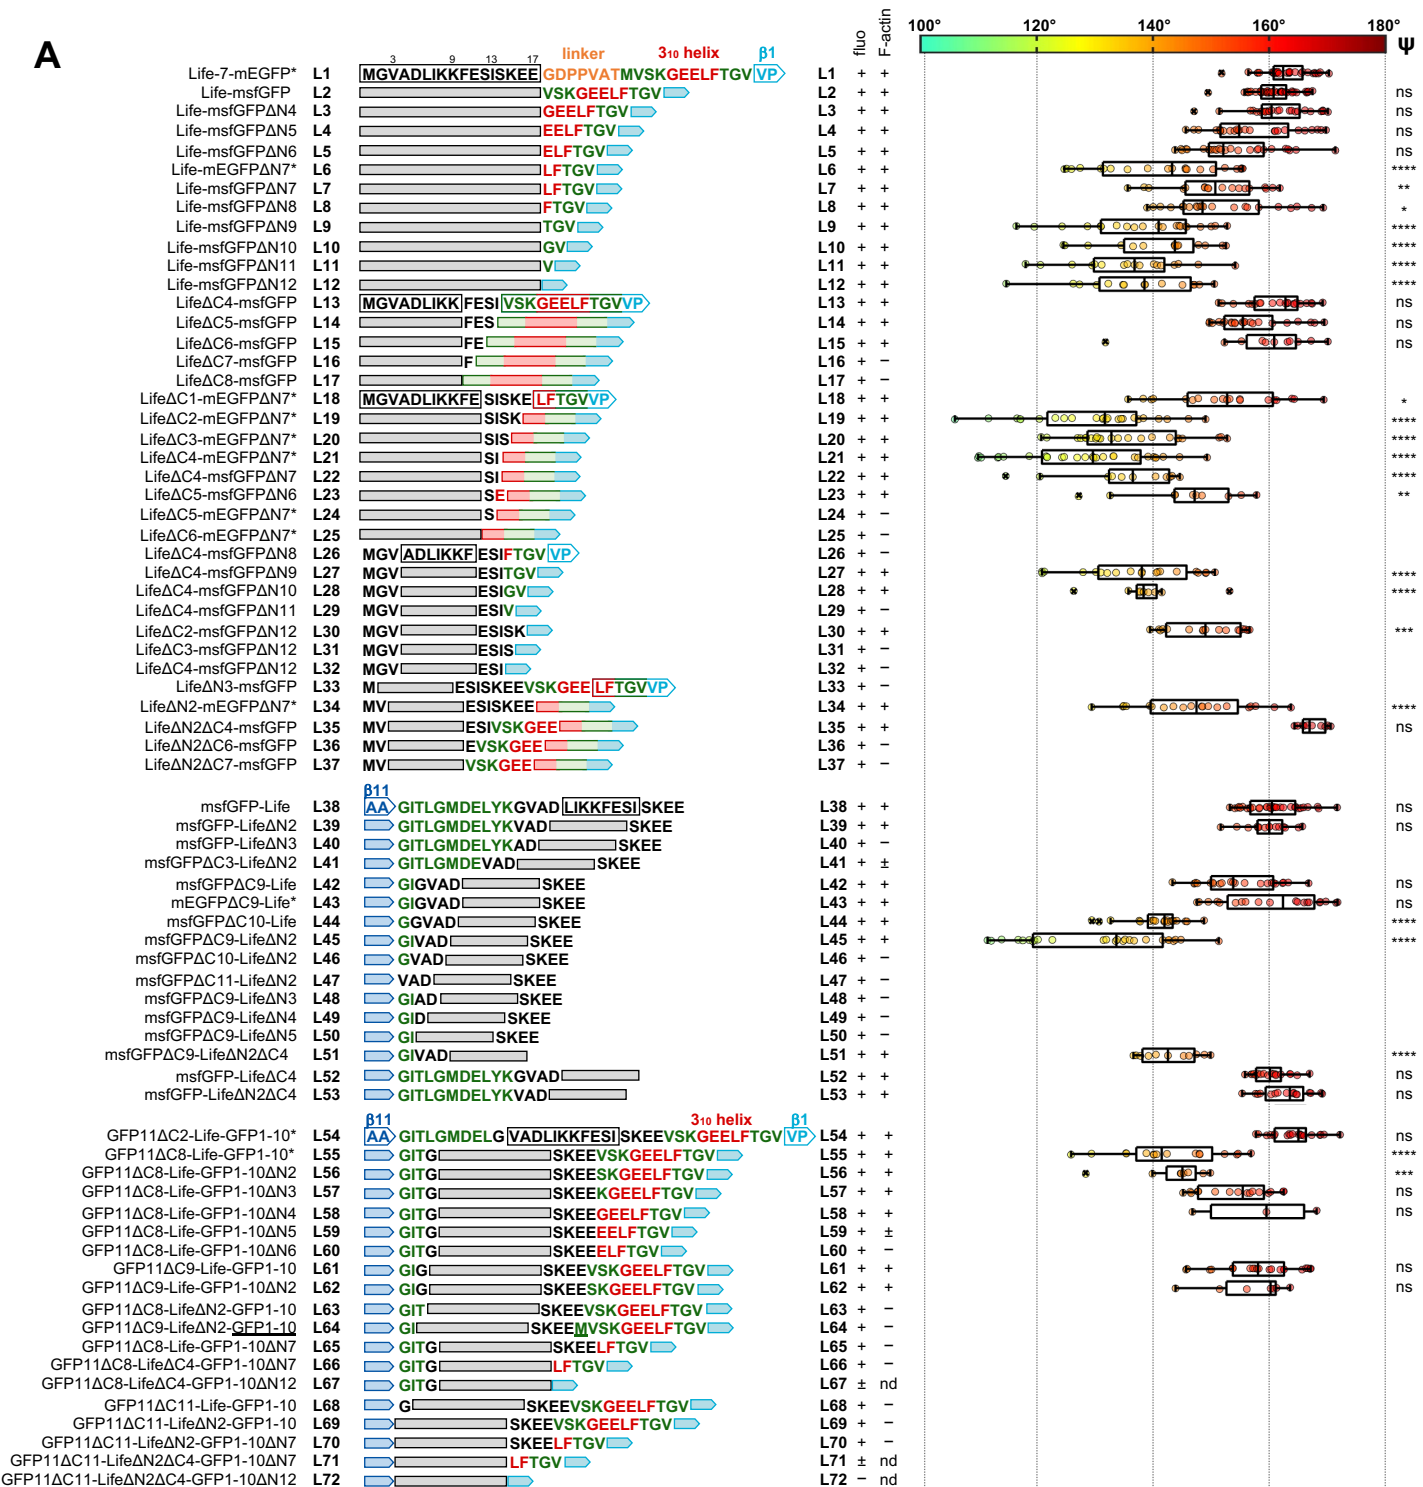 A
fluo F-actin 100° 120° 140° 160° 180° Ψ
3 9 13 17 linker 3₁₀ helix β1
Life-7-mEGFP* L1 MGVADLIKKFESISKEE GDPPVATMVSKGEELFTGV VP L1 + +
Life-msfGFP L2 VSKGEELFTGV L2 + + ns
Life-msfGFPΔN4 L3 GEELFTGV L3 + + ns
Life-msfGFPΔN5 L4 EELFTGV L4 + + ns
Life-msfGFPΔN6 L5 ELFTGV L5 + + ns
Life-mEGFPΔN7* L6 LFTGV L6 + + ****
Life-msfGFPΔN7 L7 LFTGV L7 + + **
Life-msfGFPΔN8 L8 FTGV L8 + + *
Life-msfGFPΔN9 L9 TGV L9 + + ****
Life-msfGFPΔN10 L10 GV L10 + + ****
Life-msfGFPΔN11 L11 V L11 + + ****
Life-msfGFPΔN12 L12 L12 + + ****
LifeΔC4-msfGFP L13 MGVADLIKK FESI VSKGEELFTGVVP L13 + + ns
LifeΔC5-msfGFP L14 FES L14 + + ns
LifeΔC6-msfGFP L15 FE L15 + + ns
LifeΔC7-msfGFP L16 F L16 + −
LifeΔC8-msfGFP L17 L17 + −
LifeΔC1-mEGFPΔN7* L18 MGVADLIKKFE SISKE LFTGVVP L18 + + *
LifeΔC2-mEGFPΔN7* L19 SISK L19 + + ****
LifeΔC3-mEGFPΔN7* L20 SIS L20 + + ****
LifeΔC4-mEGFPΔN7* L21 SI L21 + + ****
LifeΔC4-msfGFPΔN7 L22 SI L22 + + ****
LifeΔC5-msfGFPΔN6 L23 SE L23 + + **
LifeΔC5-mEGFPΔN7* L24 S L24 + −
LifeΔC6-mEGFPΔN7* L25 L25 + −
LifeΔC4-msfGFPΔN8 L26 MGV ADLIKKF ESIFTGV VP L26 + −
LifeΔC4-msfGFPΔN9 L27 MGV ESITGV L27 + + ****
LifeΔC4-msfGFPΔN10 L28 MGV ESIGV L28 + + ****
LifeΔC4-msfGFPΔN11 L29 MGV ESIV L29 + −
LifeΔC2-msfGFPΔN12 L30 MGV ESISK L30 + + ***
LifeΔC3-msfGFPΔN12 L31 MGV ESIS L31 + −
LifeΔC4-msfGFPΔN12 L32 MGV ESI L32 + −
LifeΔN3-msfGFP L33 M ESISKEEVSKGEE LFTGVVP L33 + −
LifeΔN2-mEGFPΔN7* L34 MV ESISKEE L34 + + ****
LifeΔN2ΔC4-msfGFP L35 MV ESIVSKGEE L35 + + ns
LifeΔN2ΔC6-msfGFP L36 MV EVSKGEE L36 + −
LifeΔN2ΔC7-msfGFP L37 MV VSKGEE L37 + −
β11
msfGFP-Life L38 AA GITLGMDELYKGVAD LIKKFESI SKEE L38 + + ns
msfGFP-LifeΔN2 L39 GITLGMDELYKVAD SKEE L39 + + ns
msfGFP-LifeΔN3 L40 GITLGMDELYKAD SKEE L40 + −
msfGFPΔC3-LifeΔN2 L41 GITLGMDEVAD SKEE L41 + ±
msfGFPΔC9-Life L42 GIGVAD SKEE L42 + + ns
mEGFPΔC9-Life* L43 GIGVAD SKEE L43 + + ns
msfGFPΔC10-Life L44 GGVAD SKEE L44 + + ****
msfGFPΔC9-LifeΔN2 L45 GIVAD SKEE L45 + + ****
msfGFPΔC10-LifeΔN2 L46 GVAD SKEE L46 + −
msfGFPΔC11-LifeΔN2 L47 VAD SKEE L47 + −
msfGFPΔC9-LifeΔN3 L48 GIAD SKEE L48 + −
msfGFPΔC9-LifeΔN4 L49 GID SKEE L49 + −
msfGFPΔC9-LifeΔN5 L50 GI SKEE L50 + −
msfGFPΔC9-LifeΔN2ΔC4 L51 GIVAD L51 + + ****
msfGFP-LifeΔC4 L52 GITLGMDELYKGVAD L52 + + ns
msfGFP-LifeΔN2ΔC4 L53 GITLGMDELYKVAD L53 + + ns
β11 3₁₀ helix β1
GFP11ΔC2-Life-GFP1-10* L54 AA GITLGMDELG VADLIKKFESI SKEEVSKGEELFTGV VP L54 + + ns
GFP11ΔC8-Life-GFP1-10* L55 GITG SKEEVSKGEELFTGV L55 + + ****
GFP11ΔC8-Life-GFP1-10ΔN2 L56 GITG SKEESKGEELFTGV L56 + + ***
GFP11ΔC8-Life-GFP1-10ΔN3 L57 GITG SKEEKGEELFTGV L57 + + ns
GFP11ΔC8-Life-GFP1-10ΔN4 L58 GITG SKEEGEELFTGV L58 + + ns
GFP11ΔC8-Life-GFP1-10ΔN5 L59 GITG SKEEEELFTGV L59 + ±
GFP11ΔC8-Life-GFP1-10ΔN6 L60 GITG SKEEELFTGV L60 + −
GFP11ΔC9-Life-GFP1-10 L61 GIG SKEEVSKGEELFTGV L61 + + ns
GFP11ΔC9-Life-GFP1-10ΔN2 L62 GIG SKEESKGEELFTGV L62 + + ns
GFP11ΔC8-LifeΔN2-GFP1-10 L63 GIT SKEEVSKGEELFTGV L63 + −
GFP11ΔC9-LifeΔN2-GFP1-10 L64 GI SKEEMVSKGEELFTGV L64 + −
GFP11ΔC8-Life-GFP1-10ΔN7 L65 GITG SKEELFTGV L65 + −
GFP11ΔC8-LifeΔC4-GFP1-10ΔN7 L66 GITG LFTGV L66 + −
GFP11ΔC8-LifeΔC4-GFP1-10ΔN12 L67 GITG L67 ± nd
GFP11ΔC11-Life-GFP1-10 L68 G SKEEVSKGEELFTGV L68 + −
GFP11ΔC11-LifeΔN2-GFP1-10 L69 SKEEVSKGEELFTGV L69 + −
GFP11ΔC11-LifeΔN2-GFP1-10ΔN7 L70 SKEELFTGV L70 + −
GFP11ΔC11-LifeΔN2ΔC4-GFP1-10ΔN7 L71 LFTGV L71 ± nd
GFP11ΔC11-LifeΔN2ΔC4-GFP1-10ΔN12 L72 L72 − nd